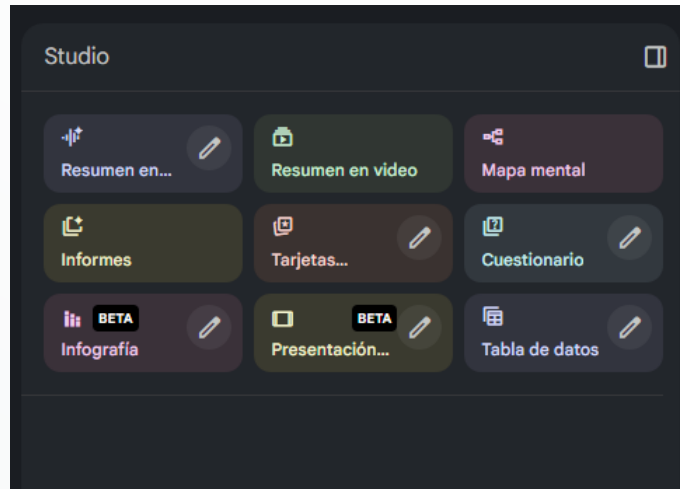 Studio
Resumen en...
Resumen en video
Mapa mental
Informes
Tarjetas...
Cuestionario
BETA
Infografía
BETA
Presentación...
Tabla de datos